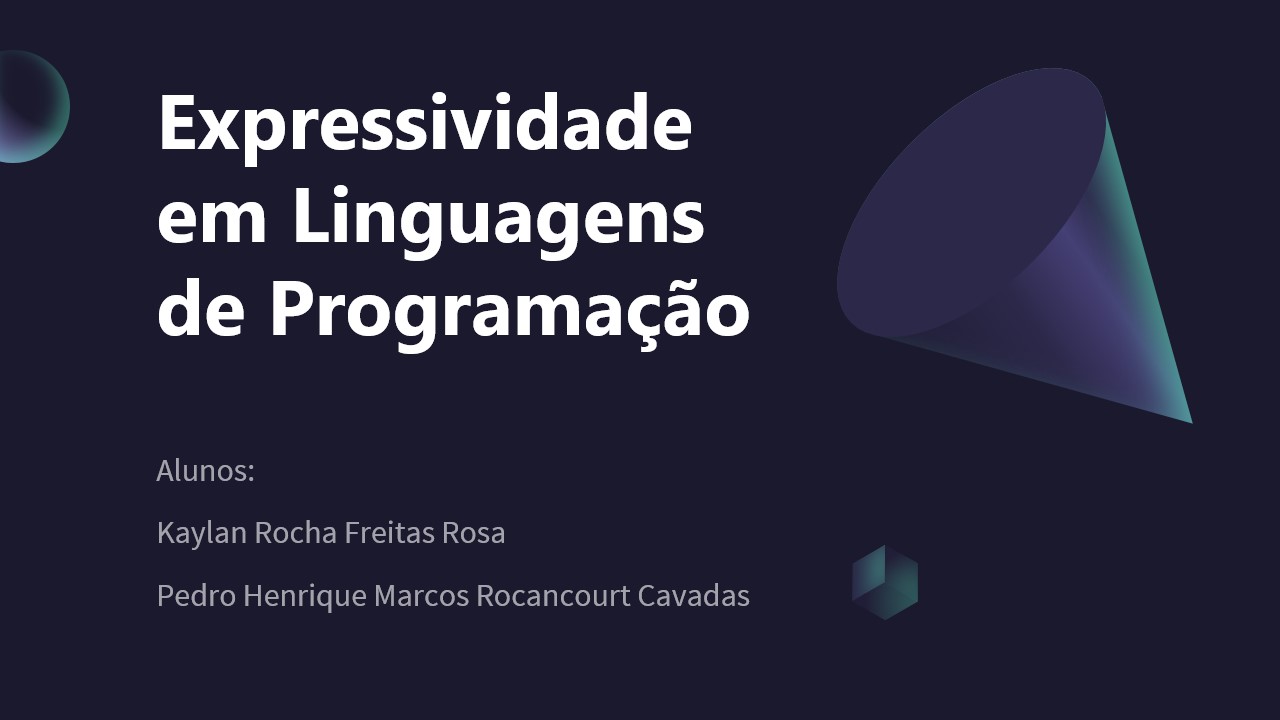 Expressividade
em Linguagens
de Programação
Alunos:
Kaylan Rocha Freitas Rosa
Pedro Henrique Marcos Rocancourt Cavadas